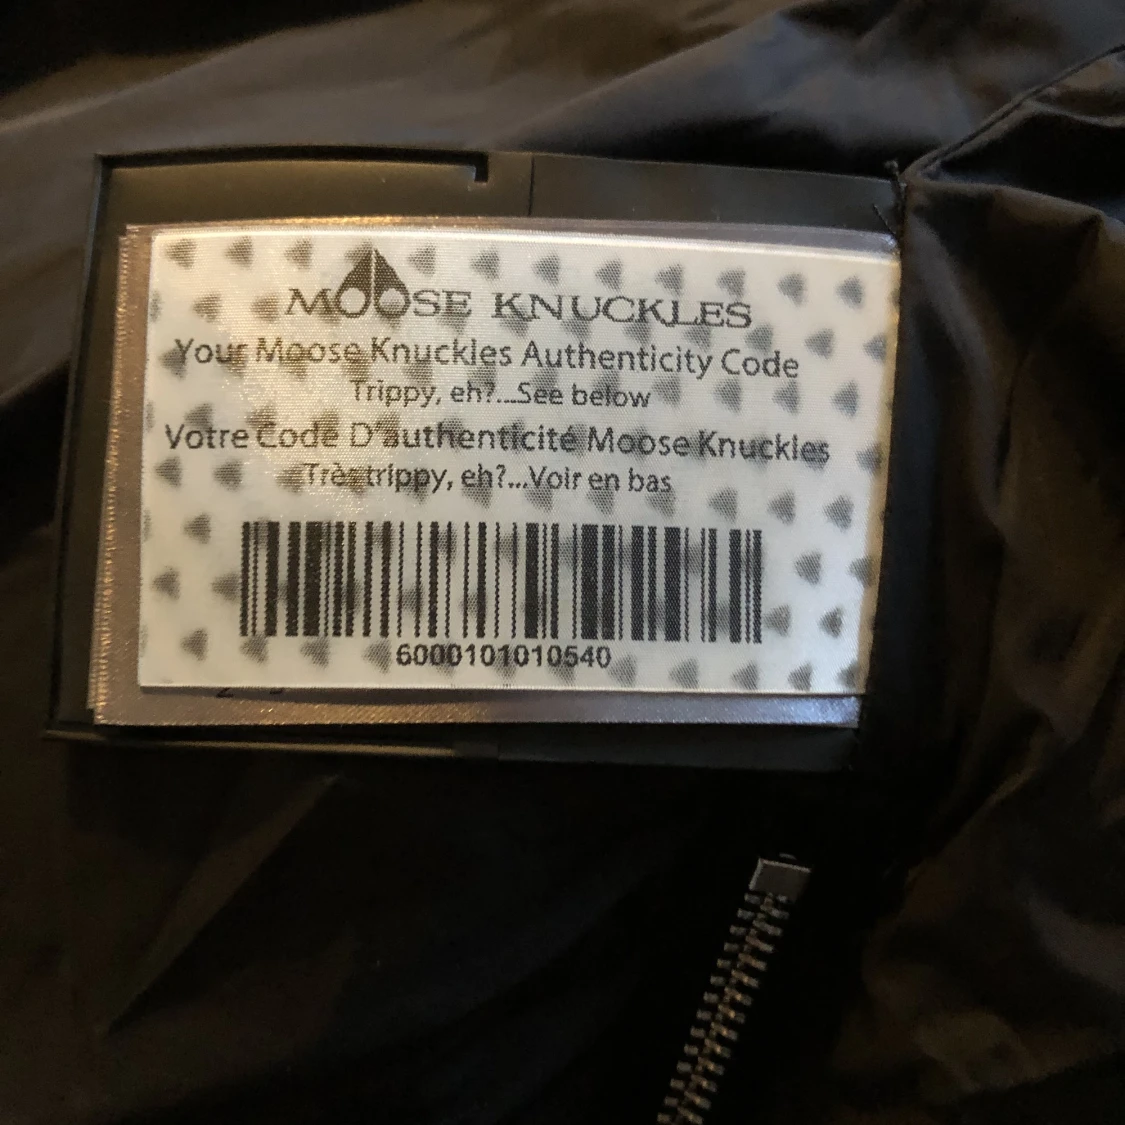 MOOSE KNUCKLES
Your Moose Knuckles Authenticity Code
Trippy, eh?...See below
Votre Code D'authenticité Moose Knuckles
Très trippy, eh?...Voir en bas
6000101010540